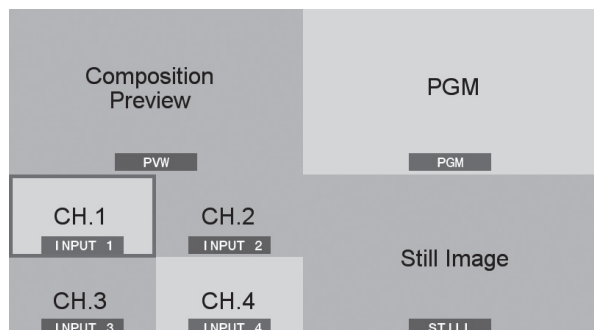 Composition
Preview
PVW
PGM
PGM
CH.1
INPUT 1
CH.2
INPUT 2
CH.3
INPUT 3
CH.4
INPUT 4
Still Image
STILL